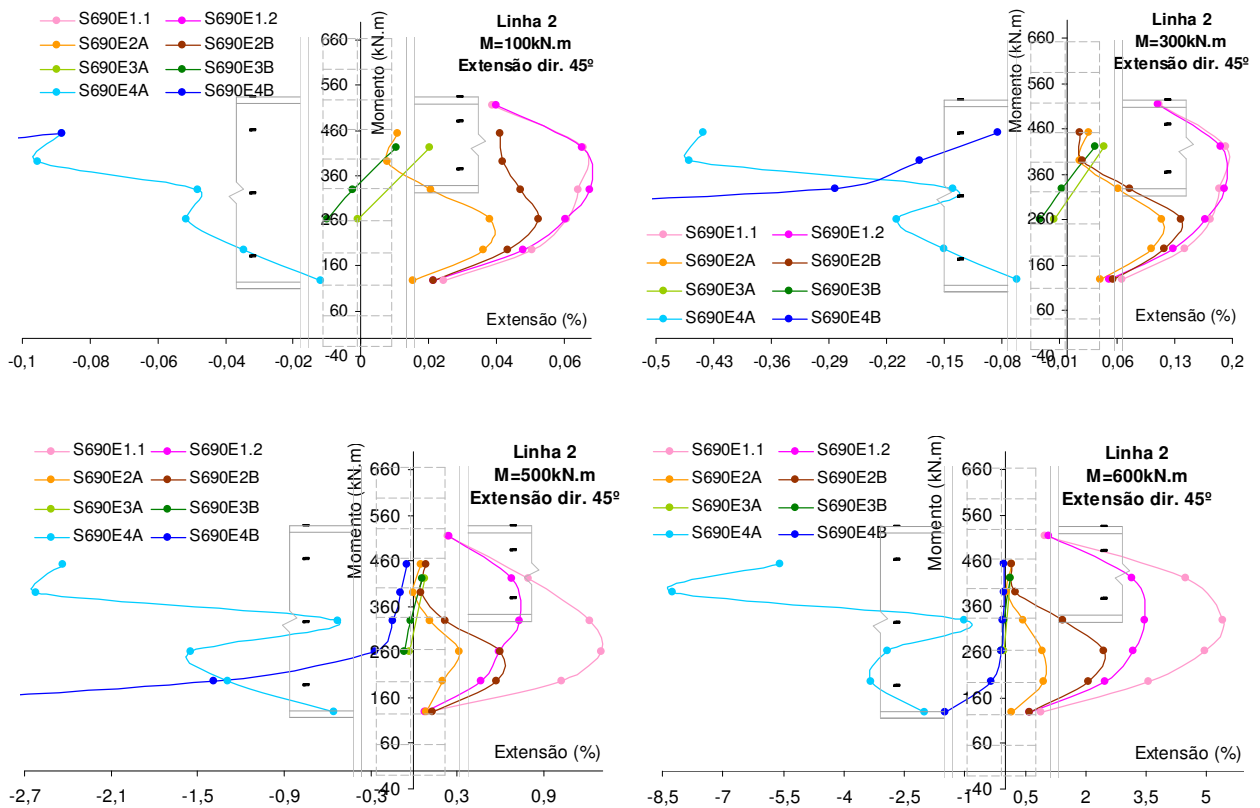 S690E1.1 S690E1.2
S690E2A S690E2B
S690E3A S690E3B
S690E4A S690E4B
Linha 2
M=100kN.m
Extensão dir. 45º
Momento (kN.m)
660
560
460
360
260
160
60
-40
Extensão (%)
-0,1 -0,08 -0,06 -0,04 -0,02 0 0,02 0,04 0,06
Linha 2
M=300kN.m
Extensão dir. 45º
Momento (kN.m)
660
560
460
360
260
160
60
-40
S690E1.1 S690E1.2
S690E2A S690E2B
S690E3A S690E3B
S690E4A S690E4B
Extensão (%)
-0,5 -0,43 -0,36 -0,29 -0,22 -0,15 -0,08 -0,01 0,06 0,13 0,2
S690E1.1 S690E1.2
S690E2A S690E2B
S690E3A S690E3B
S690E4A S690E4B
Linha 2
M=500kN.m
Extensão dir. 45º
Momento (kN.m)
660
560
460
360
260
160
60
-40
Extensão (%)
-2,7 -2,1 -1,5 -0,9 -0,3 0,3 0,9
S690E1.1 S690E1.2
S690E2A S690E2B
S690E3A S690E3B
S690E4A S690E4B
Linha 2
M=600kN.m
Extensão dir. 45º
Momento (kN.m)
660
560
460
360
260
160
60
-40
Extensão (%)
-8,5 -7 -5,5 -4 -2,5 -1 0,5 2 3,5 5